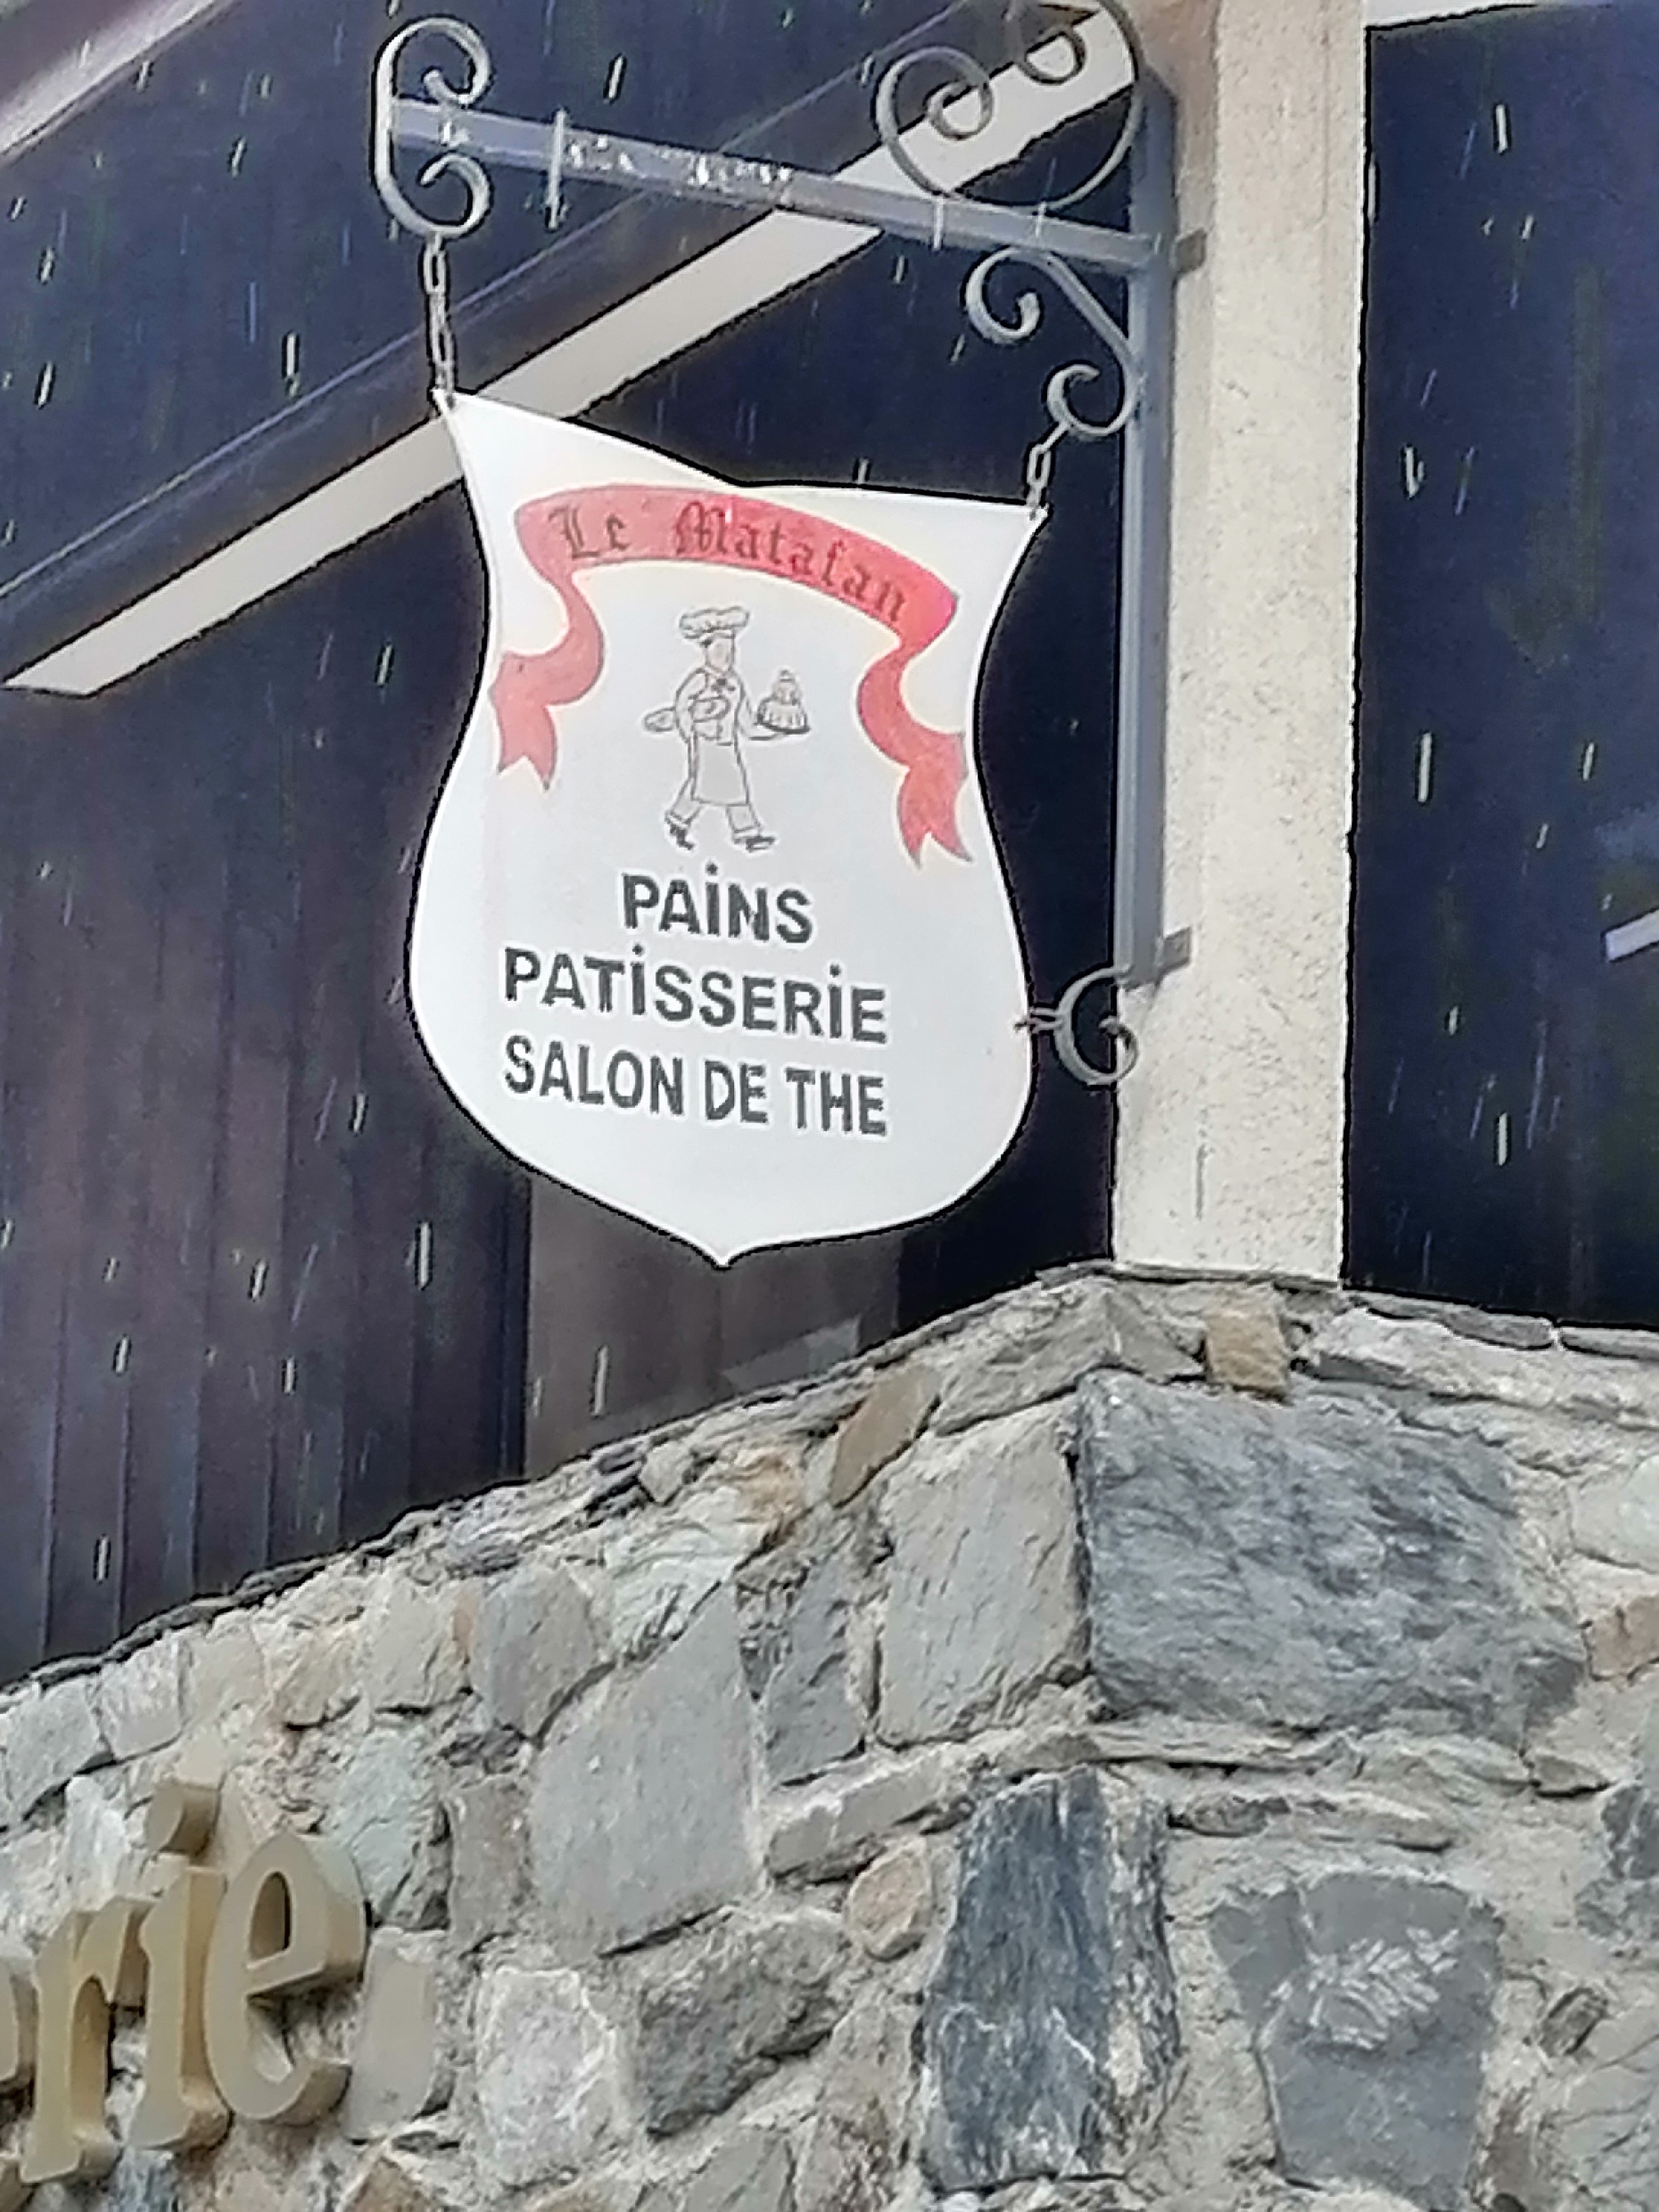 Le Matafan
PAINS
PATISSERIE
SALON DE THE
rie